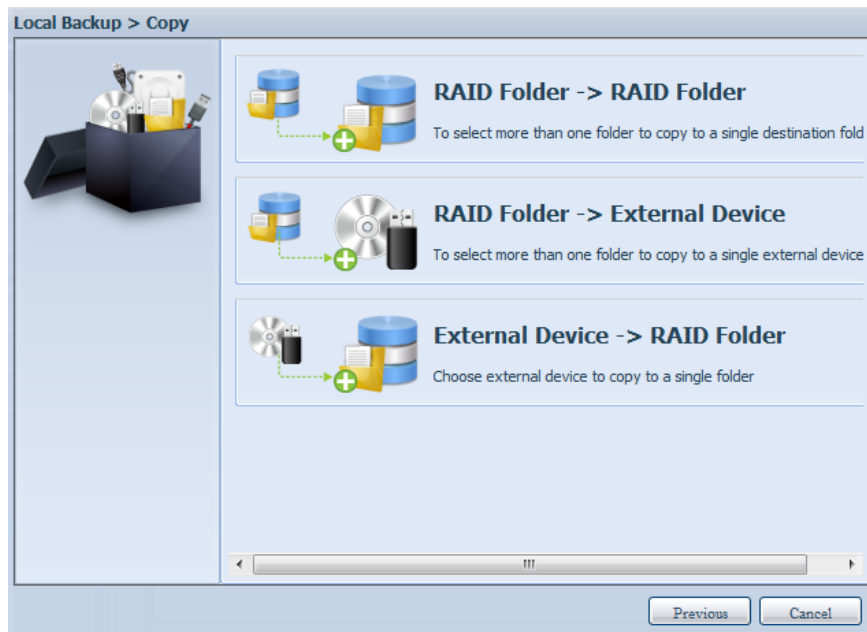 Local Backup > Copy
RAID Folder -> RAID Folder
To select more than one folder to copy to a single destination fold
RAID Folder -> External Device
To select more than one folder to copy to a single external device
External Device -> RAID Folder
Choose external device to copy to a single folder
Previous
Cancel